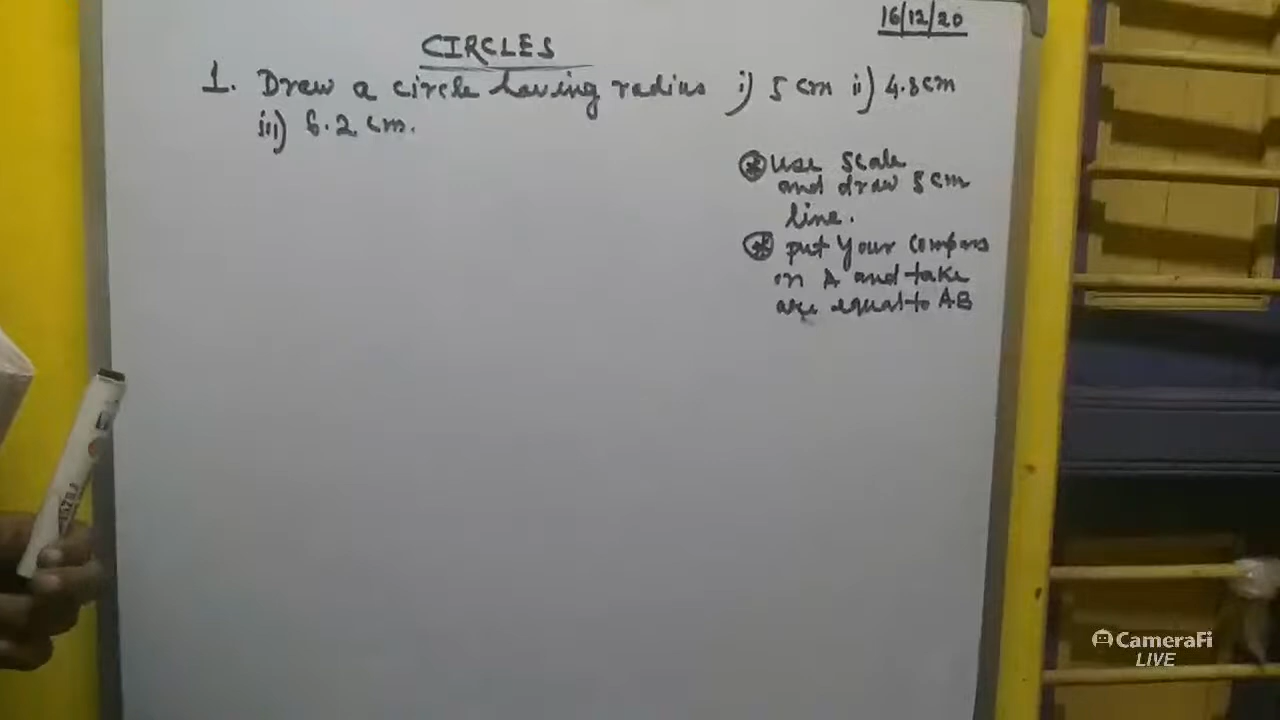 16/12/20
CIRCLES
1. Draw a circle having radius i) 5 cm ii) 4.8cm
iii) 6.2 cm.
⊛ use scale
and draw 5 cm
line.
⊛ put your compass
on A and take
arc equal to AB
CameraFi
LIVE